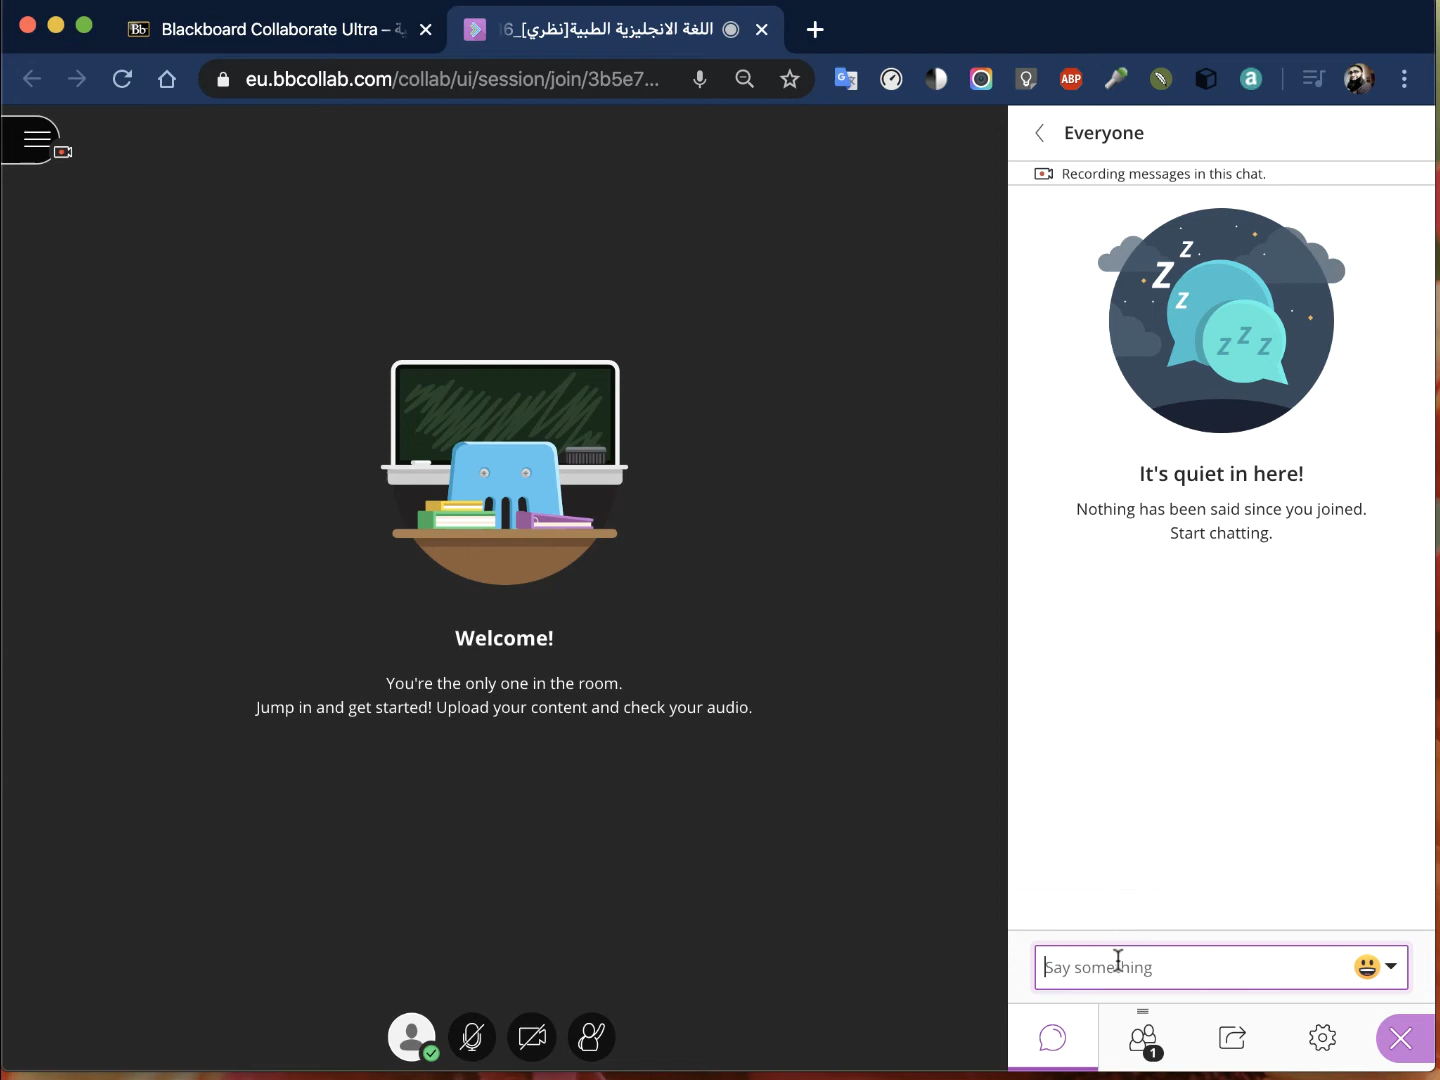 Blackboard Collaborate Ultra –
اللغة الانجليزية الطبية[نظري]_6
eu.bbcollab.com/collab/ui/session/join/3b5e7...
ABP
a
Everyone
Recording messages in this chat.
z
z
z
z z z
It's quiet in here!
Nothing has been said since you joined.
Start chatting.
Welcome!
You're the only one in the room.
Jump in and get started! Upload your content and check your audio.
Say something
1